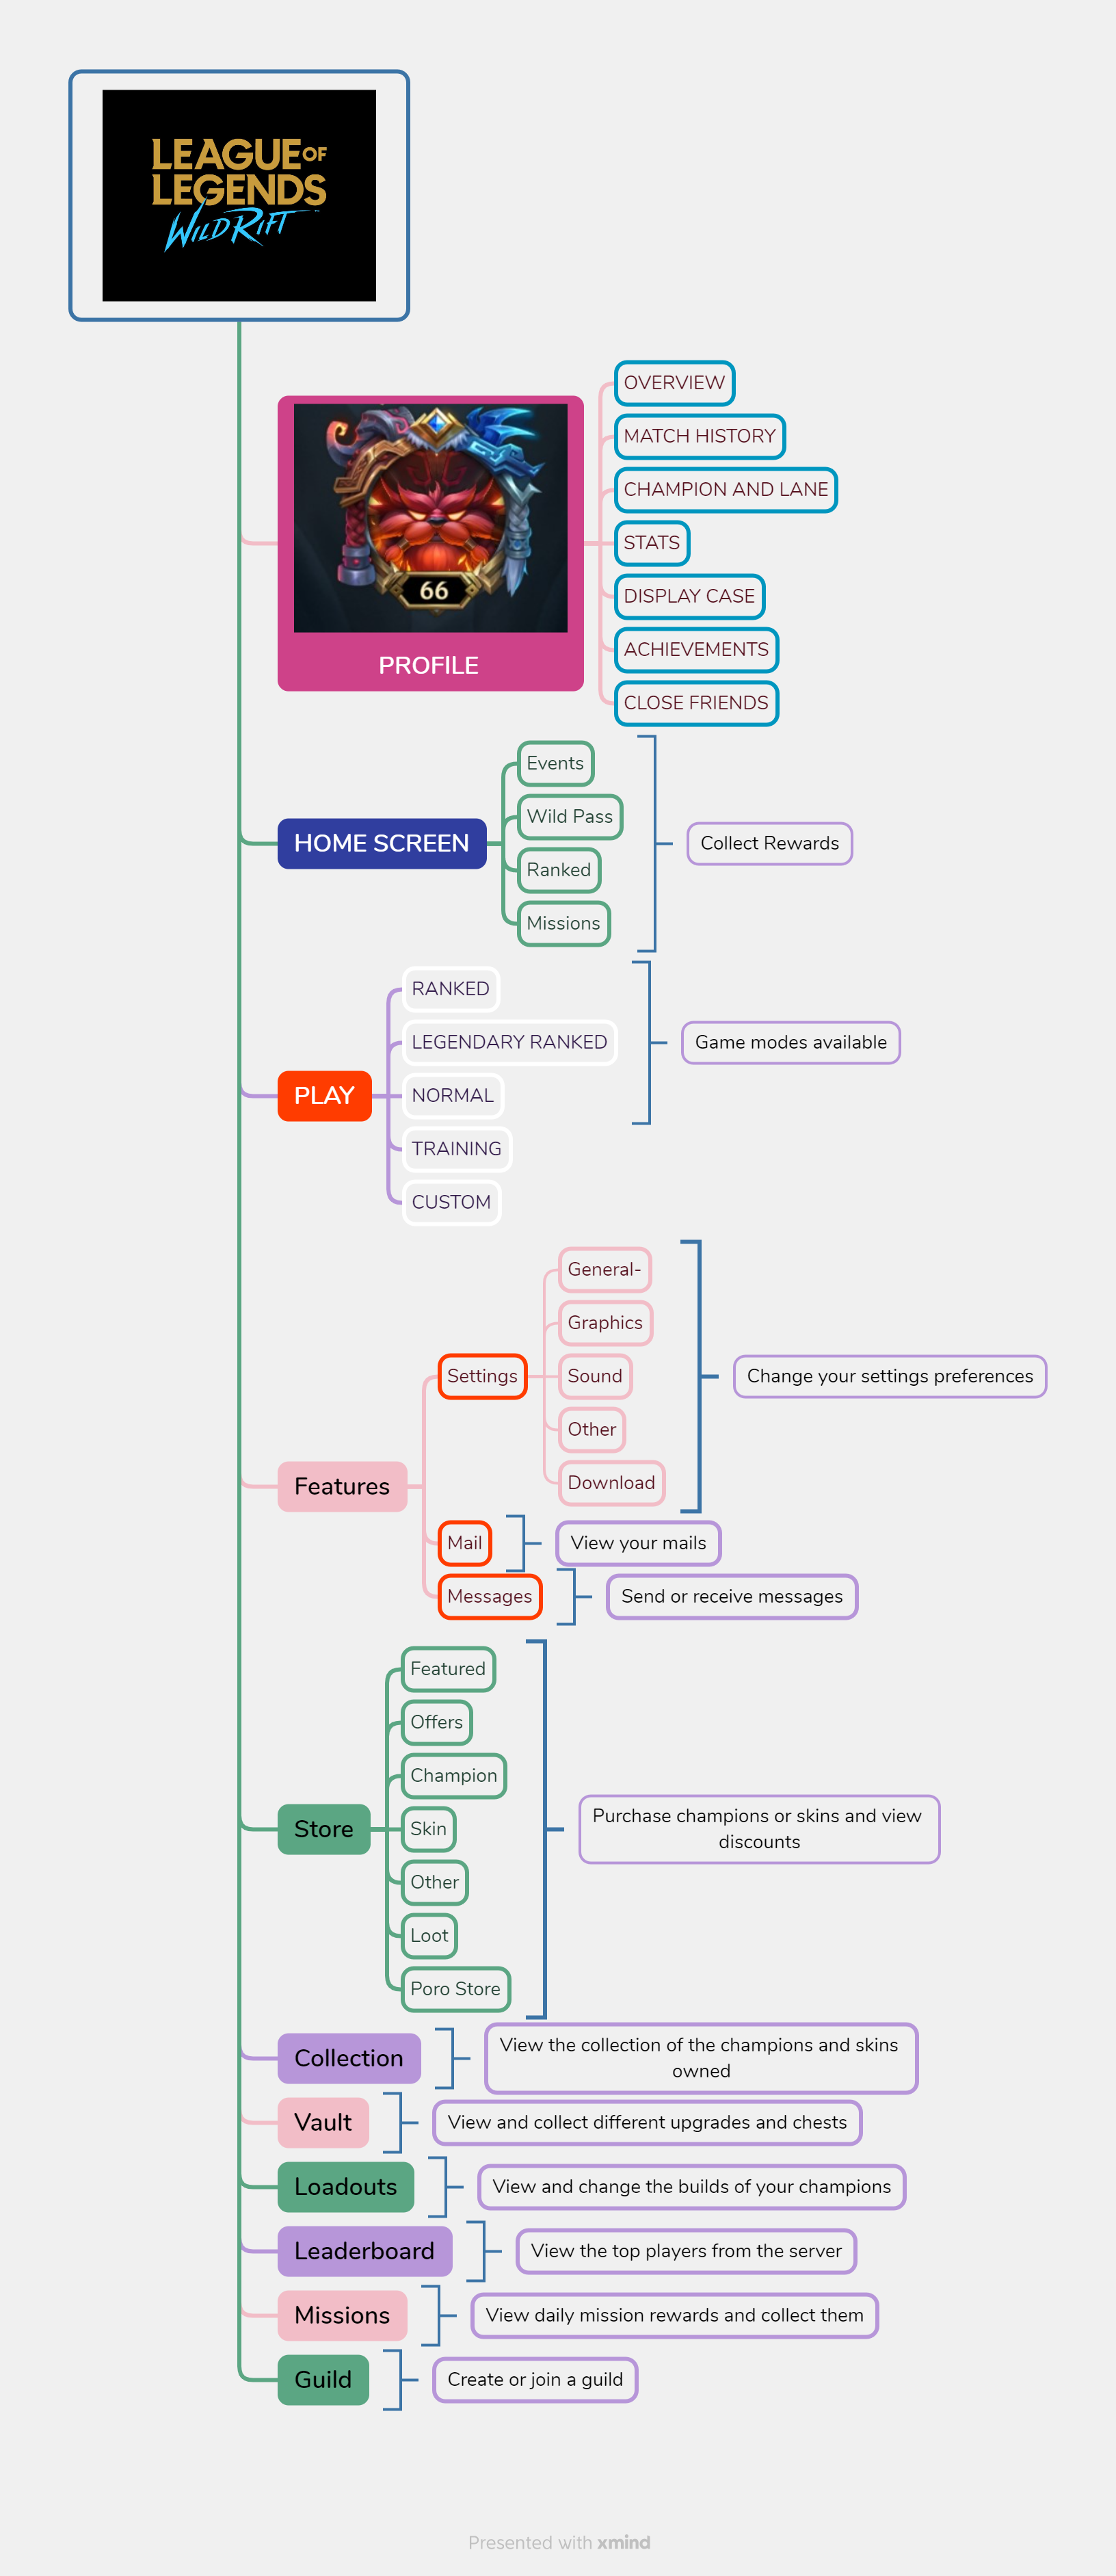 LEAGUE OF
LEGENDS
WILD RIFT
66
PROFILE
OVERVIEW
MATCH HISTORY
CHAMPION AND LANE
STATS
DISPLAY CASE
ACHIEVEMENTS
CLOSE FRIENDS
HOME SCREEN
Events
Wild Pass
Ranked
Missions
Collect Rewards
PLAY
RANKED
LEGENDARY RANKED
NORMAL
TRAINING
CUSTOM
Game modes available
Features
Settings
General-
Graphics
Sound
Other
Download
Change your settings preferences
Mail
View your mails
Messages
Send or receive messages
Store
Featured
Offers
Champion
Skin
Other
Loot
Poro Store
Purchase champions or skins and view
discounts
Collection
View the collection of the champions and skins
owned
Vault
View and collect different upgrades and chests
Loadouts
View and change the builds of your champions
Leaderboard
View the top players from the server
Missions
View daily mission rewards and collect them
Guild
Create or join a guild
Presented with xmind